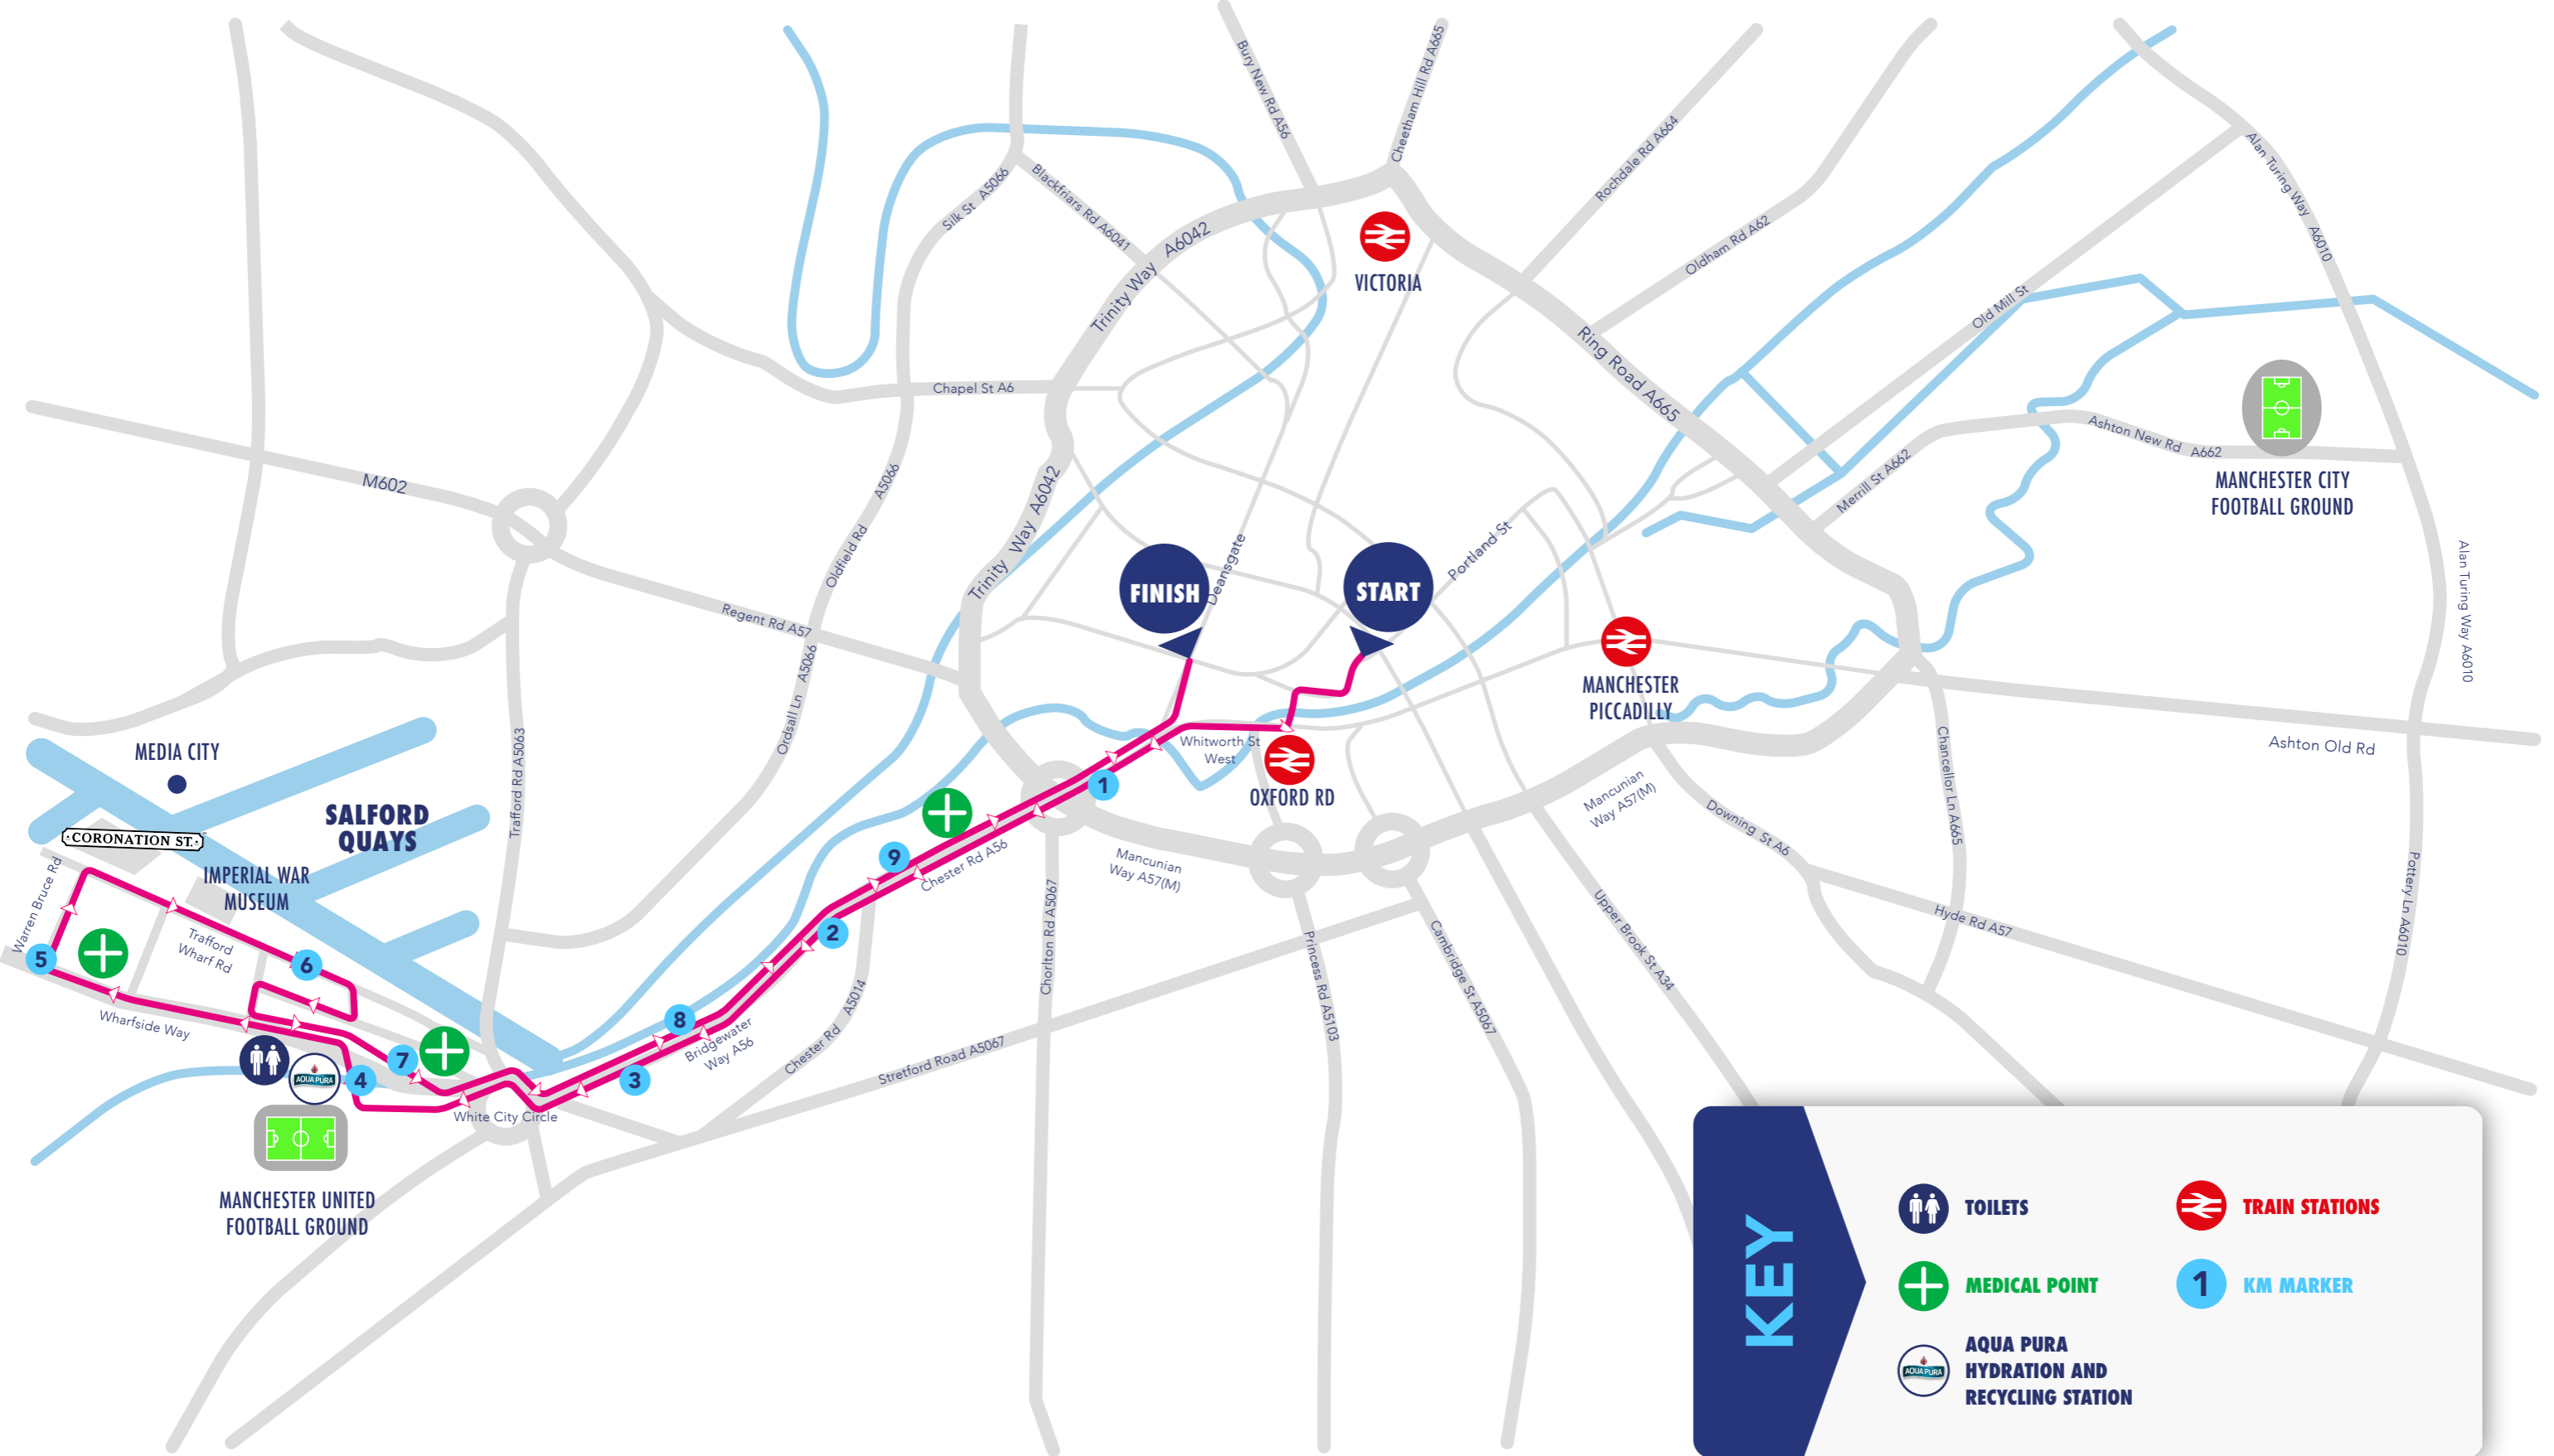 Bury New Rd A56
Cheetham Hill Rd A665
Rochdale Rd A664
Oldham Rd A62
Alan Turing Way A6010
Silk St A5066
Blackfriars Rd A6041
Trinity Way A6042
VICTORIA
Old Mill St
Ring Road A665
Chapel St A6
Ashton New Rd A662
Merrill St A662
MANCHESTER CITY
FOOTBALL GROUND
M602
A5066
Oldfield Rd
Trinity Way A6042
Deansgate
Portland St
FINISH
START
Alan Turing Way A6010
Regent Rd A57
Ordsall Ln A5066
MANCHESTER
PICCADILLY
Whitworth St
West
OXFORD RD
Ashton Old Rd
MEDIA CITY
Trafford Rd A5063
Chancellor Ln A665
Mancunian
Way A57(M)
Downing St A6
1
SALFORD
QUAYS
CORONATION ST.
IMPERIAL WAR
MUSEUM
9
Chester Rd A56
Mancunian
Way A57(M)
Pottery Ln A6010
Warren Bruce Rd
Trafford
Wharf Rd
2
Chorlton Rd A5067
Princess Rd A5103
Cambridge St A5067
Upper Brook St A34
Hyde Rd A57
5
6
Wharfside Way
8
Bridgewater
Way A56
Chester Rd A5014
Stretford Road A5067
7
AQUA PURA
4
3
White City Circle
MANCHESTER UNITED
FOOTBALL GROUND
KEY
TOILETS
TRAIN STATIONS
MEDICAL POINT
1
KM MARKER
AQUA PURA
AQUA PURA
HYDRATION AND
RECYCLING STATION